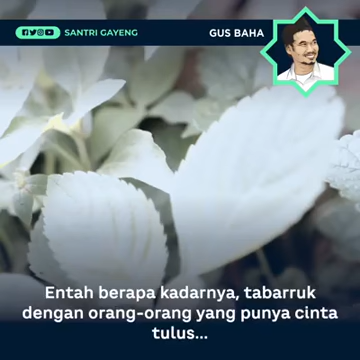 SANTRI GAYENG
GUS BAHA
Entah berapa kadarnya, tabarruk
dengan orang-orang yang punya cinta
tulus...